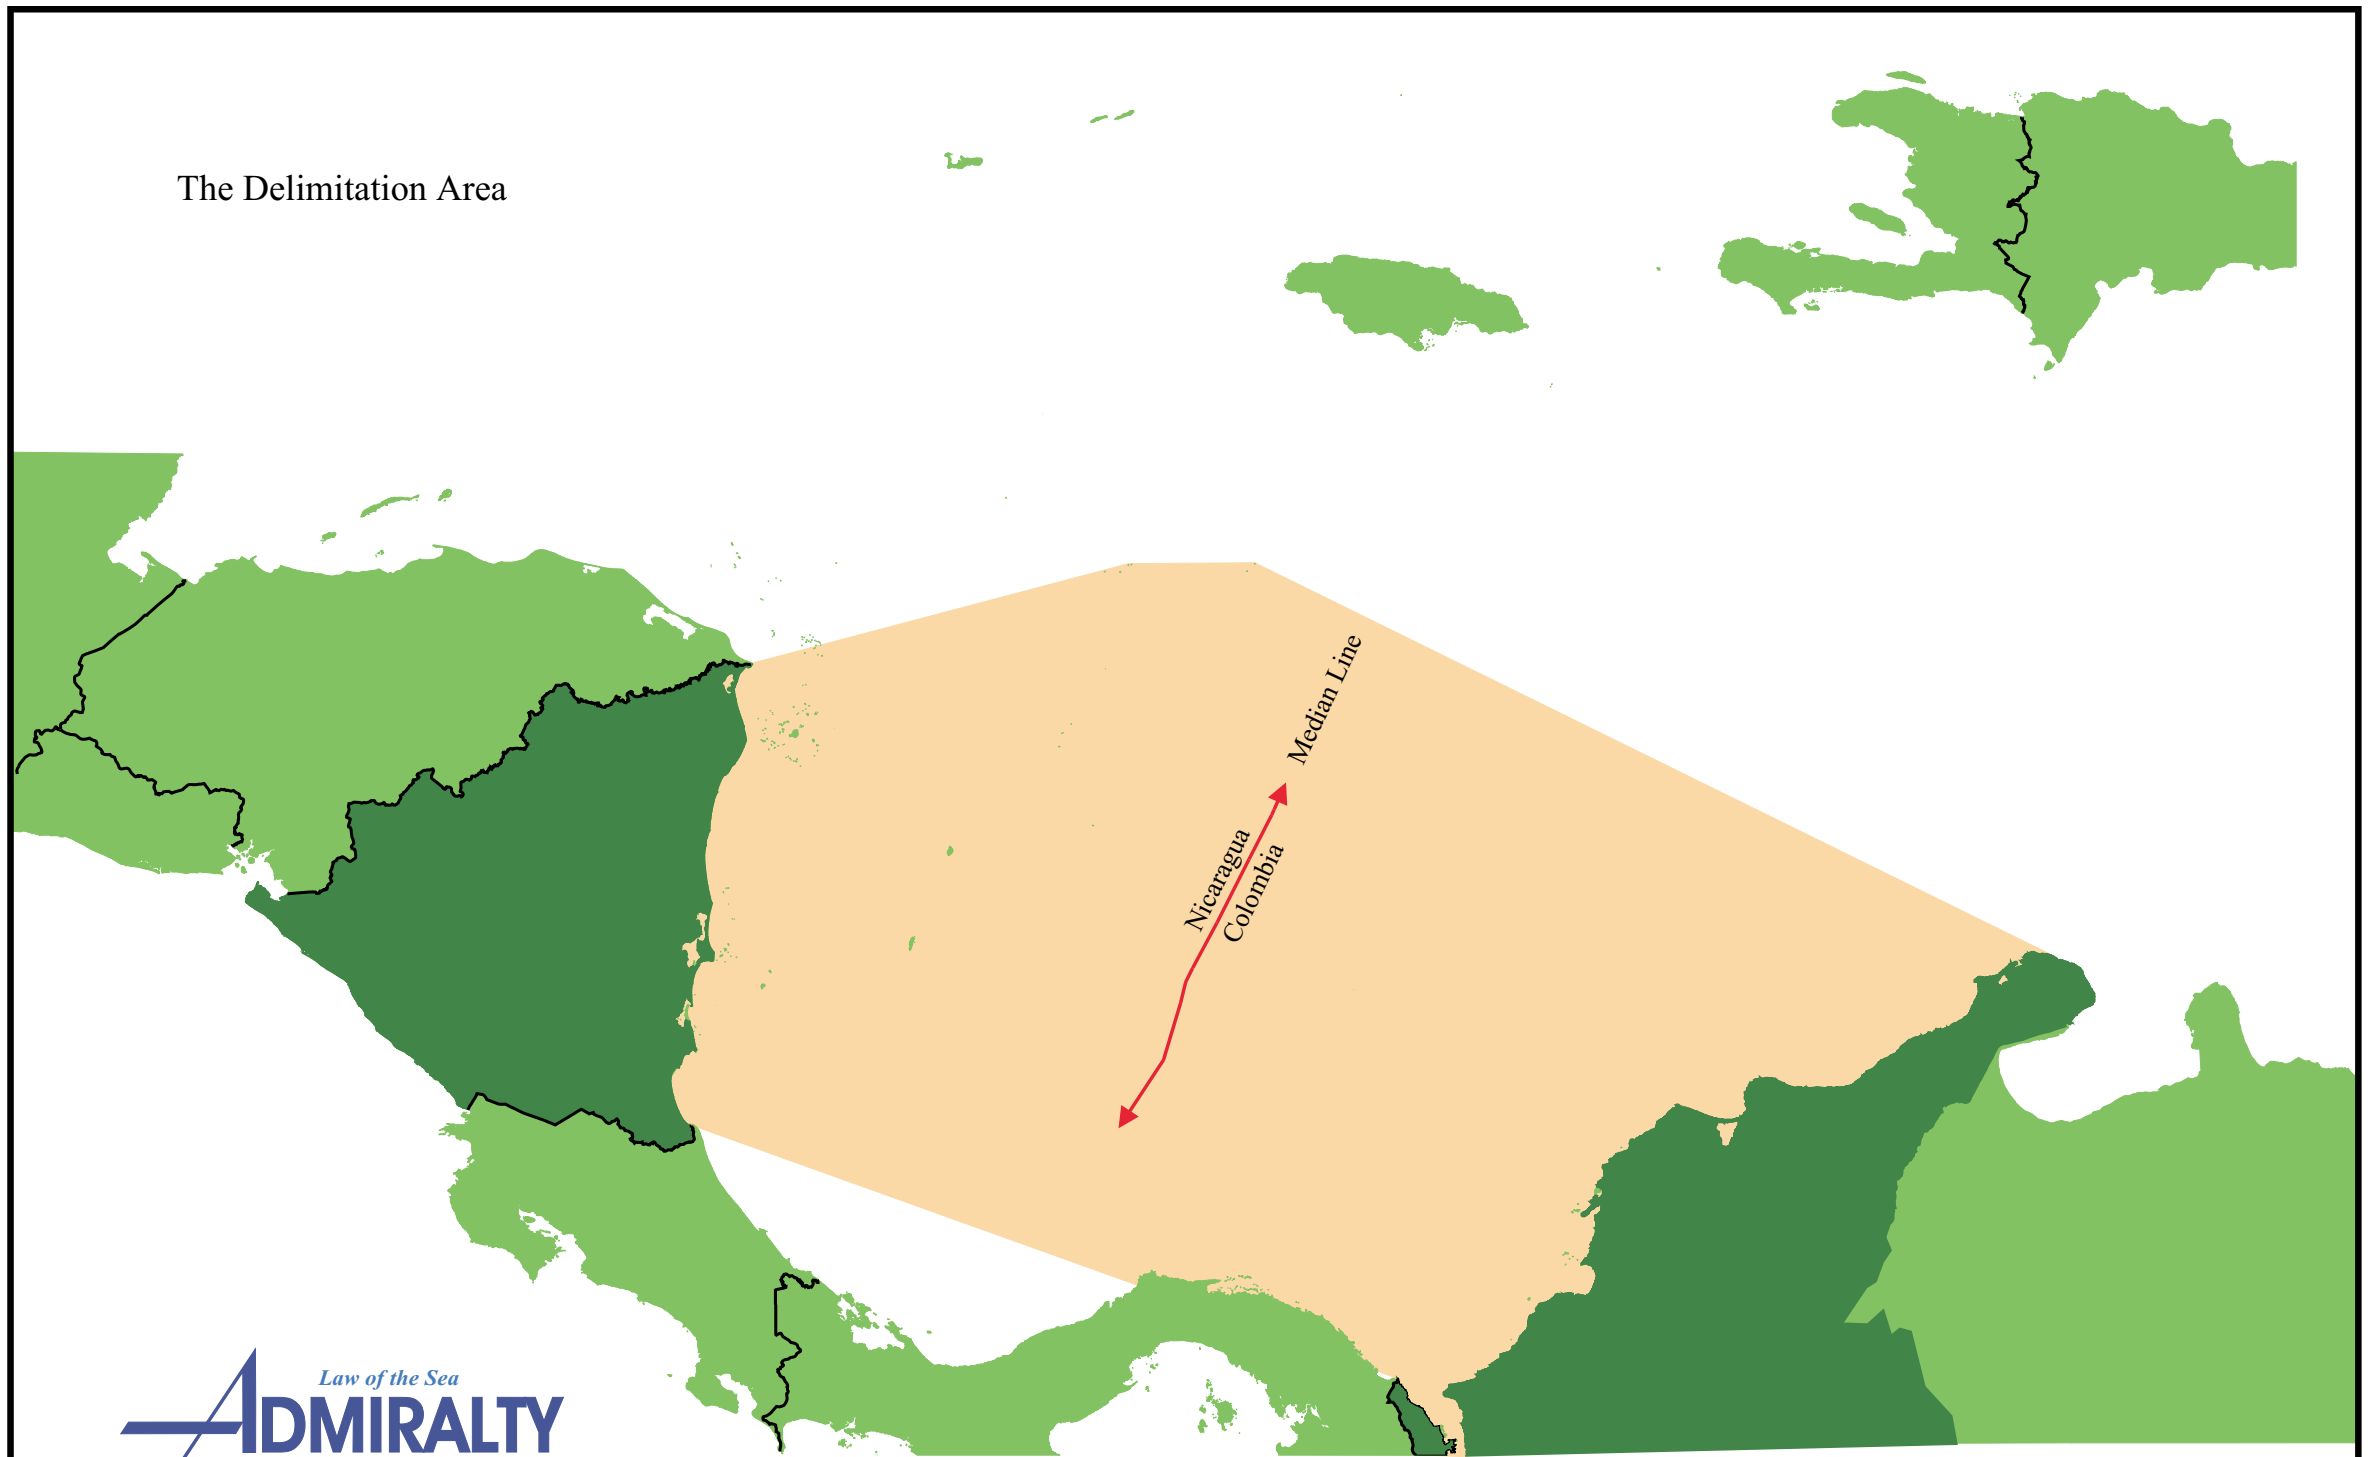 The Delimitation Area
Median Line
Nicaragua
Colombia
Law of the Sea
ADMIRALTY